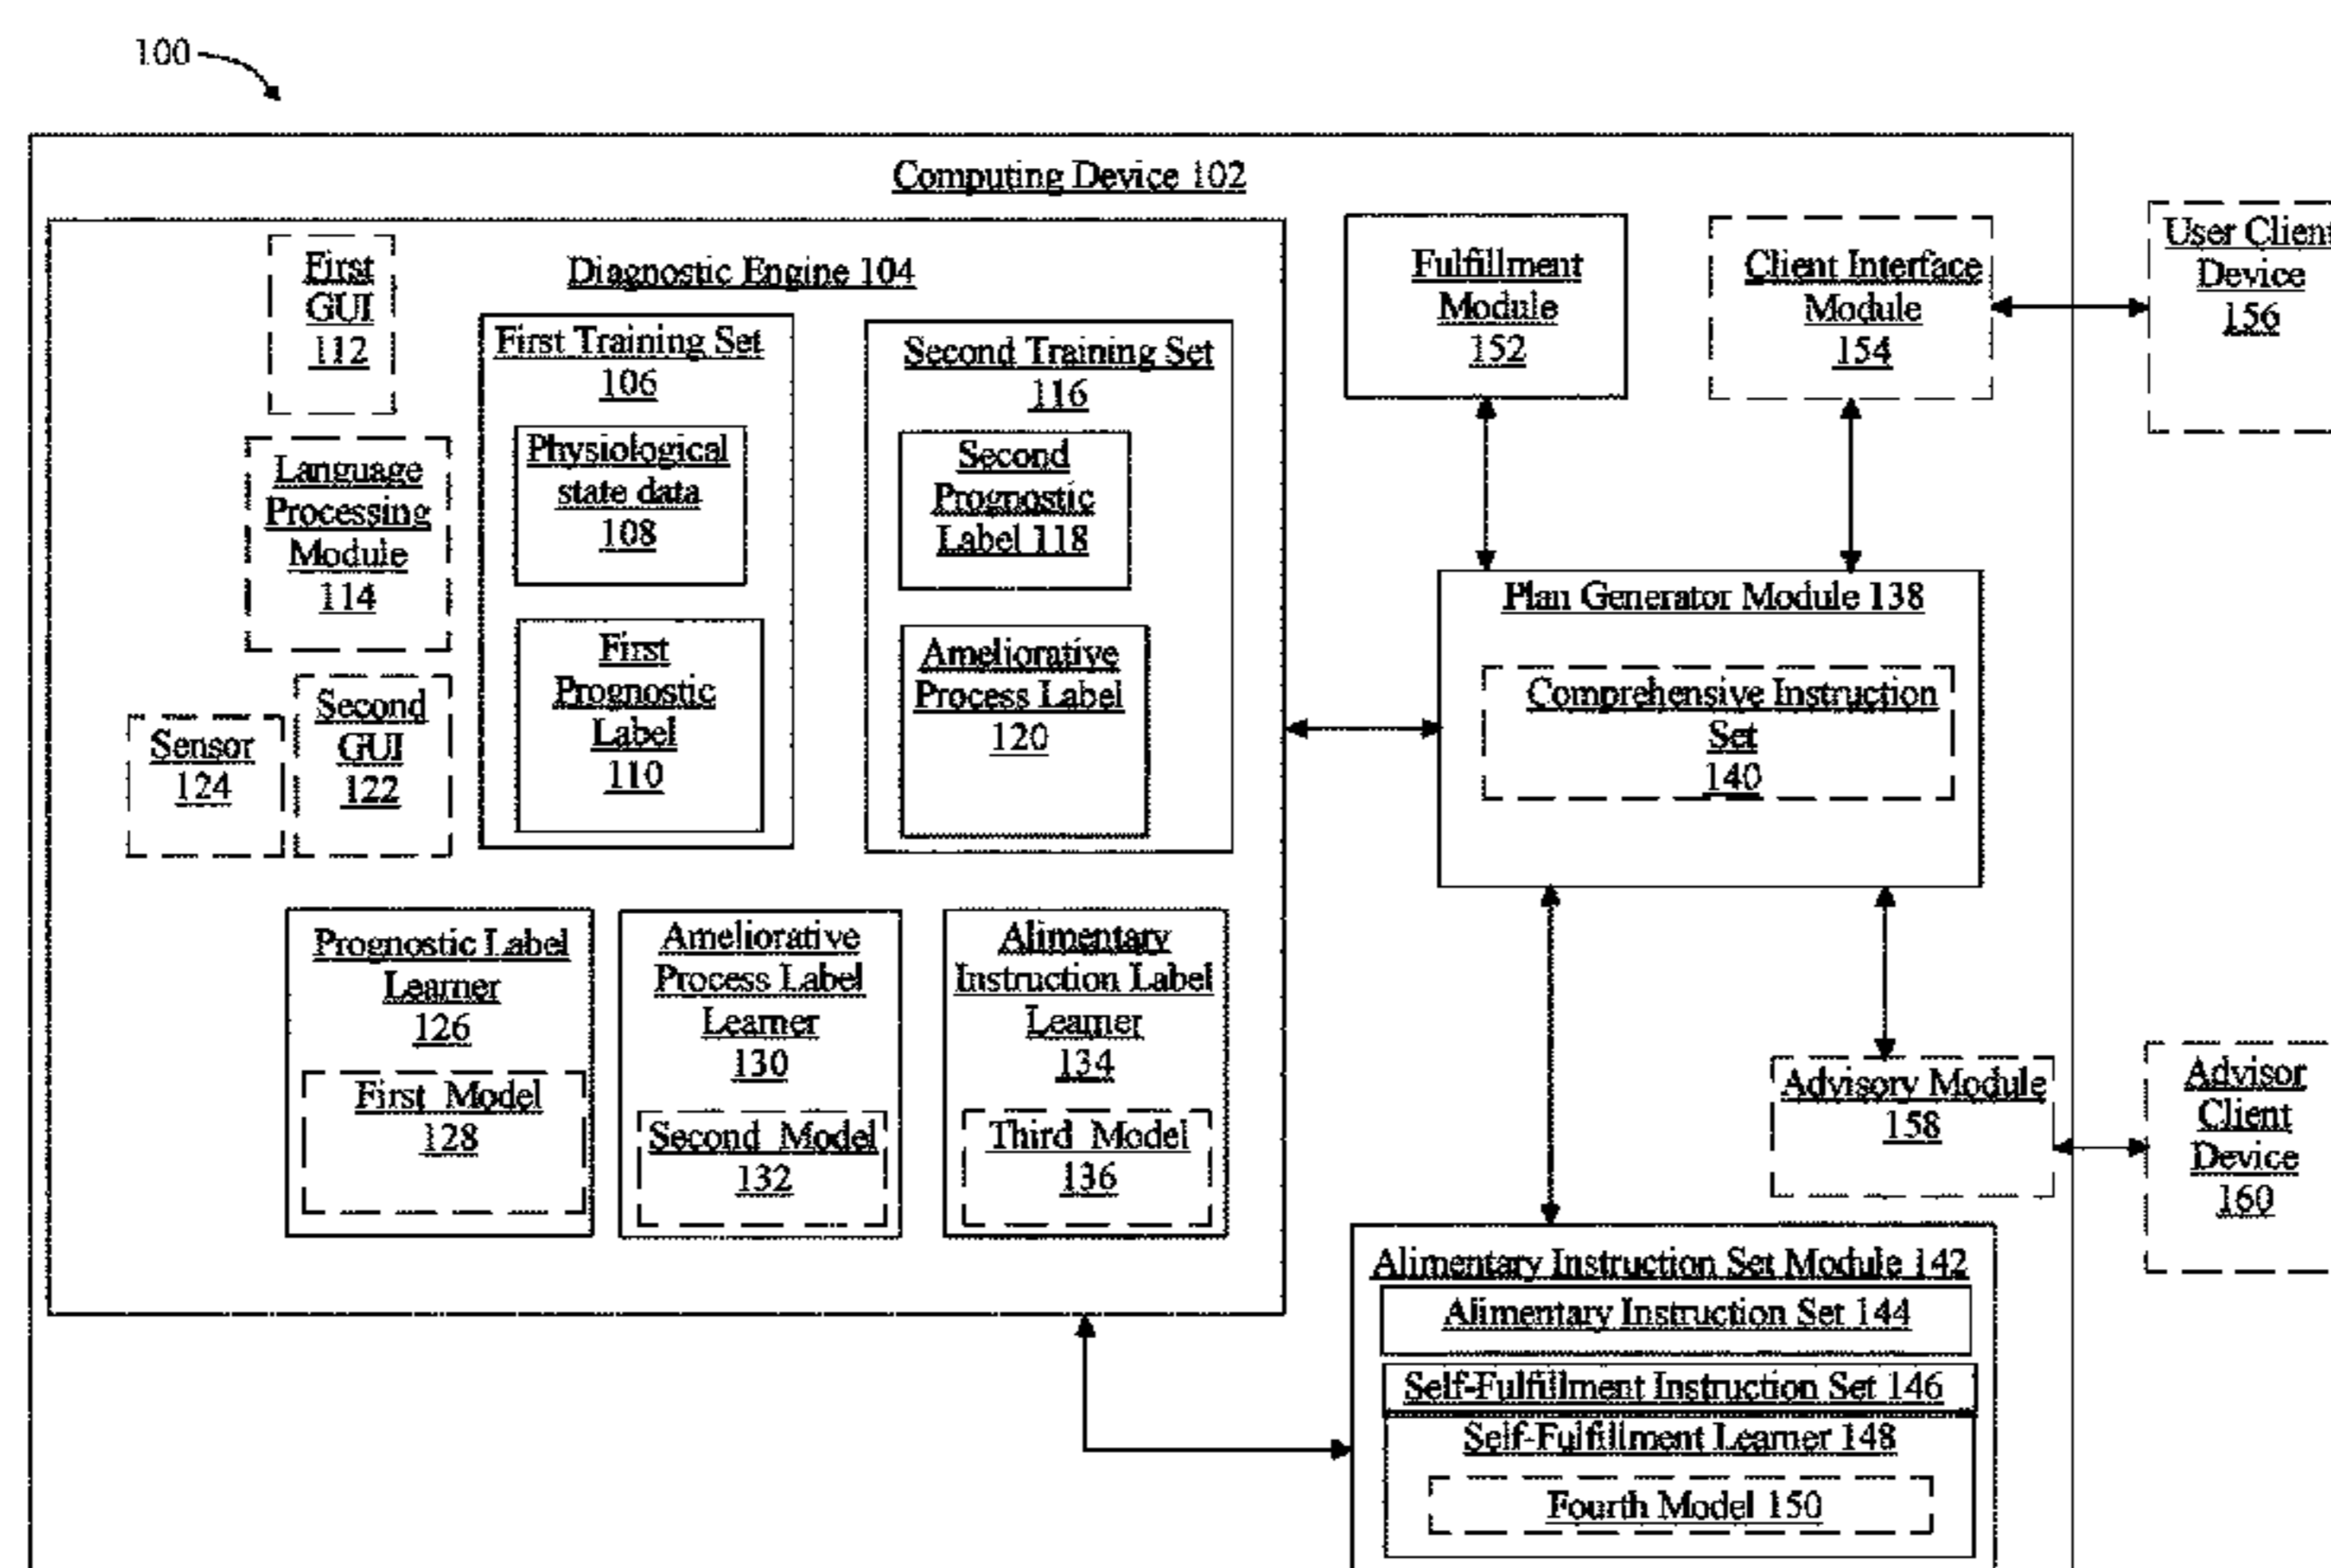 100
Computing Device 102
Diagnostic Engine 104
First
GUI
112
Language
Processing
Module
114
Sensor
124
Second
GUI
122
First Training Set
106
Physiological
state data
108
First
Prognostic
Label
110
Second Training Set
116
Second
Prognostic
Label 118
Ameliorative
Process Label
120
Prognostic Label
Learner
126
First Model
128
Ameliorative
Process Label
Learner
130
Second Model
132
Alimentary
Instruction Label
Learner
134
Third Model
136
Fulfillment
Module
152
Client Interface
Module
154
User Client
Device
156
Plan Generator Module 138
Comprehensive Instruction
Set
140
Advisory Module
158
Advisor
Client
Device
160
Alimentary Instruction Set Module 142
Alimentary Instruction Set 144
Self-Fulfillment Instruction Set 146
Self-Fulfillment Learner 148
Fourth Model 150